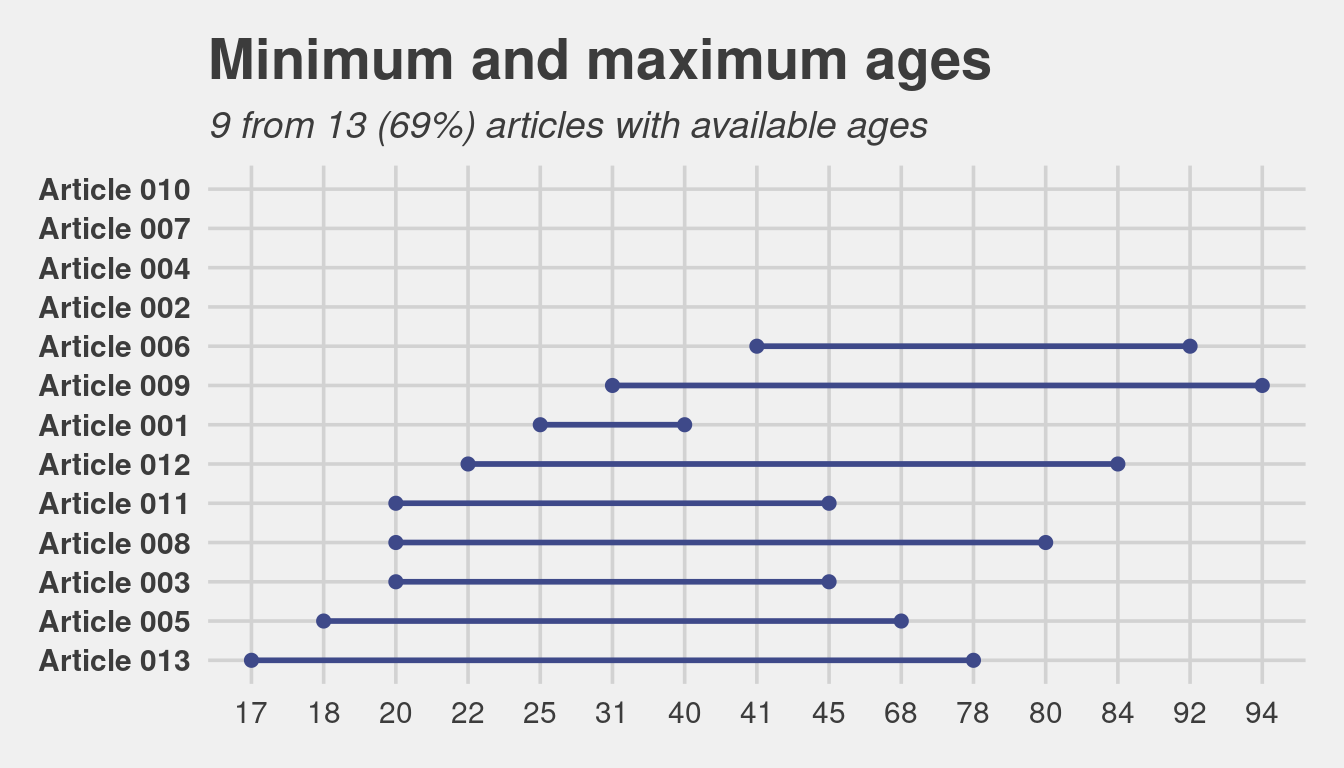 Minimum and maximum ages
9 from 13 (69%) articles with available ages
Article 010
Article 007
Article 004
Article 002
Article 006
Article 009
Article 001
Article 012
Article 011
Article 008
Article 003
Article 005
Article 013
17 18 20 22 25 31 40 41 45 68 78 80 84 92 94